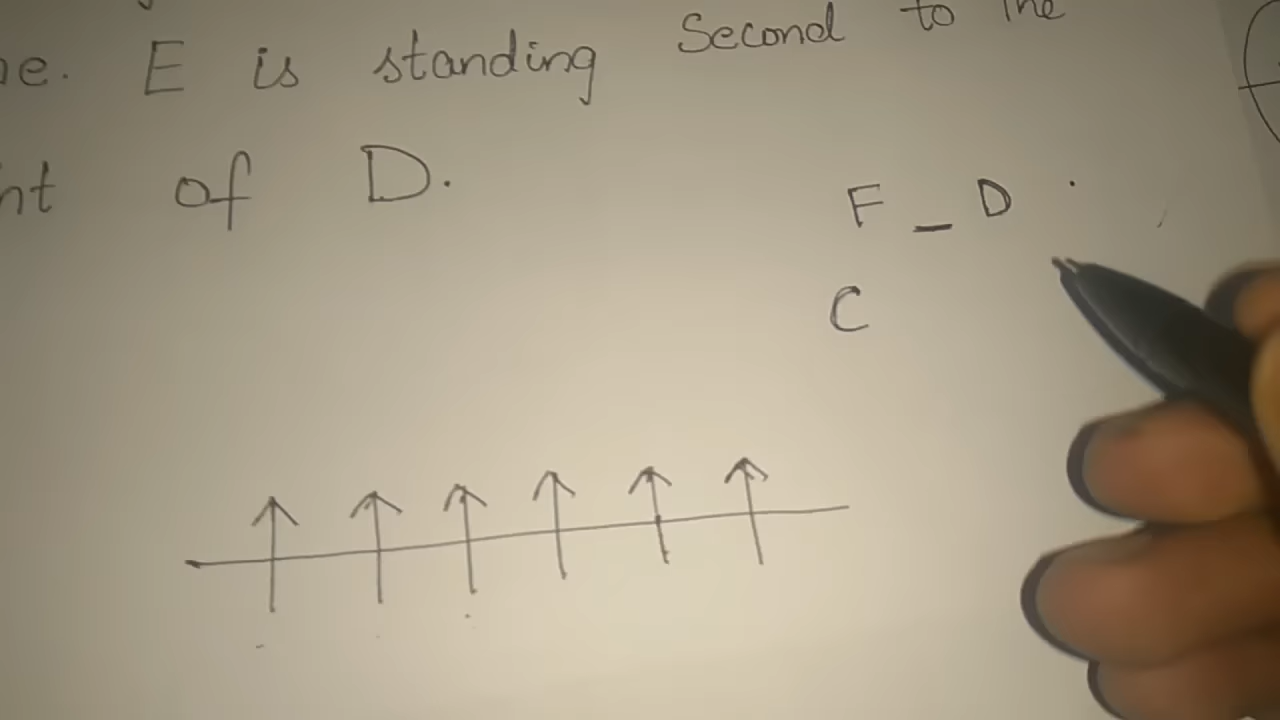 E is standing Second to the
of D.
F _ D
C